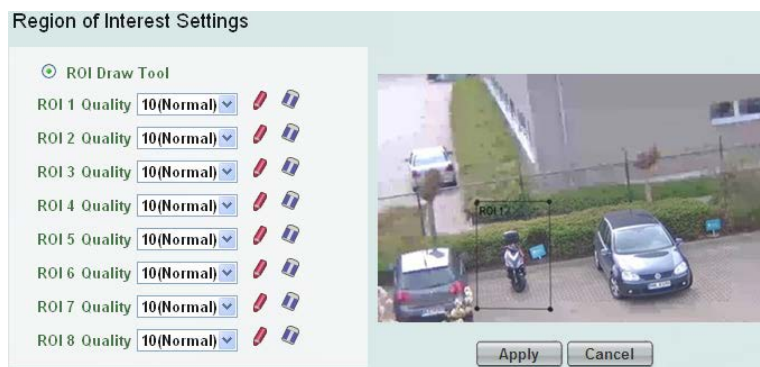 Region of Interest Settings
ROI Draw Tool
ROI 1 Quality 10(Normal)
ROI 2 Quality 10(Normal)
ROI 3 Quality 10(Normal)
ROI 4 Quality 10(Normal)
ROI 5 Quality 10(Normal)
ROI 6 Quality 10(Normal)
ROI 7 Quality 10(Normal)
ROI 8 Quality 10(Normal)
Apply Cancel